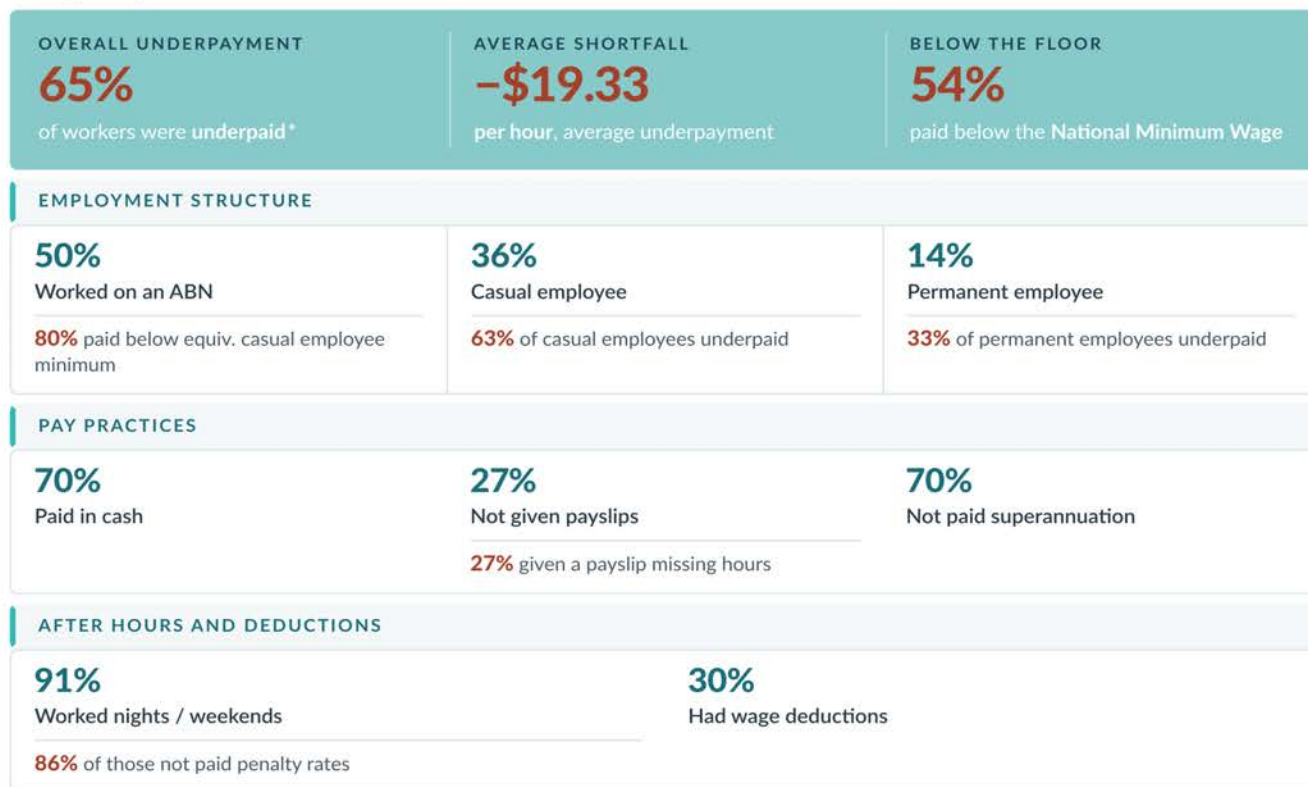 OVERALL UNDERPAYMENT
65%
of workers were underpaid*
AVERAGE SHORTFALL
–$19.33
per hour, average underpayment
BELOW THE FLOOR
54%
paid below the National Minimum Wage
EMPLOYMENT STRUCTURE
50%
Worked on an ABN
80% paid below equiv. casual employee
minimum
36%
Casual employee
63% of casual employees underpaid
14%
Permanent employee
33% of permanent employees underpaid
PAY PRACTICES
70%
Paid in cash
27%
Not given payslips
27% given a payslip missing hours
70%
Not paid superannuation
AFTER HOURS AND DEDUCTIONS
91%
Worked nights / weekends
86% of those not paid penalty rates
30%
Had wage deductions